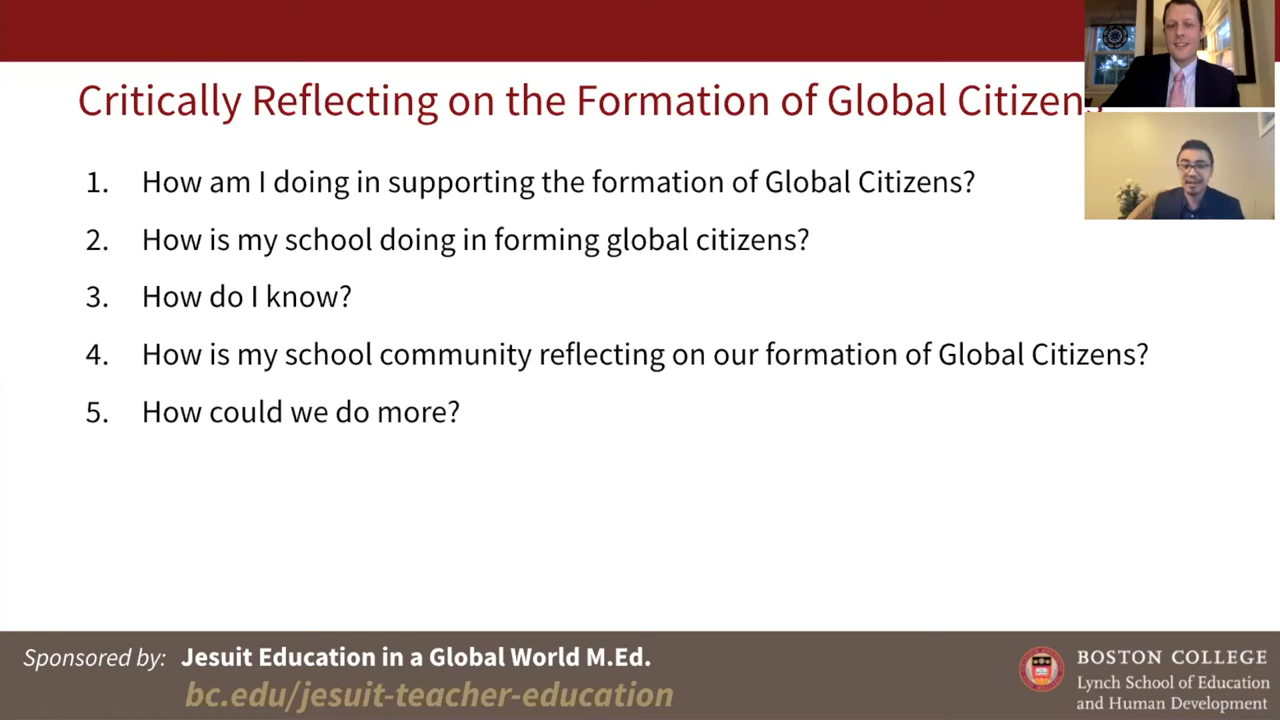 Critically Reflecting on the Formation of Global Citizens
1. How am I doing in supporting the formation of Global Citizens?
2. How is my school doing in forming global citizens?
3. How do I know?
4. How is my school community reflecting on our formation of Global Citizens?
5. How could we do more?
Sponsored by: Jesuit Education in a Global World M.Ed.
bc.edu/jesuit-teacher-education
BOSTON COLLEGE
Lynch School of Education
and Human Development